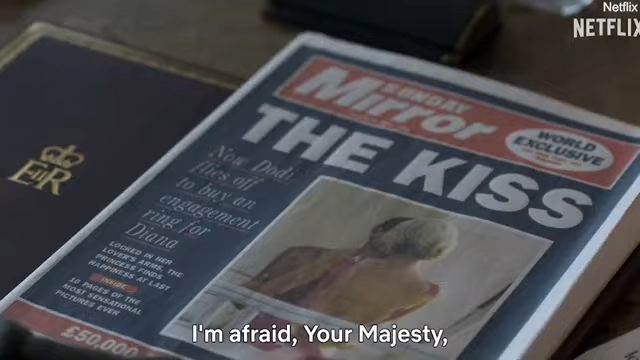 Netflix
NETFLIX
EIIR
SUNDAY
Mirror
WORLD
EXCLUSIVE
THE KISS
Now Dodi
flies off
to buy an
engagement
ring for
Diana
LOCKED IN HER
LOVER'S ARMS, THE
PRINCESS FINDS
HAPPINESS AT LAST
INSIDE
10 PAGES OF THE
MOST SENSATIONAL
PICTURES EVER
£50,000
I'm afraid, Your Majesty,